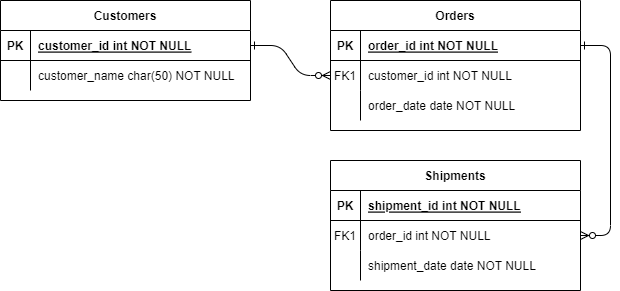 Customers
PK customer_id int NOT NULL
customer_name char(50) NOT NULL
Orders
PK order_id int NOT NULL
FK1 customer_id int NOT NULL
order_date date NOT NULL
Shipments
PK shipment_id int NOT NULL
FK1 order_id int NOT NULL
shipment_date date NOT NULL